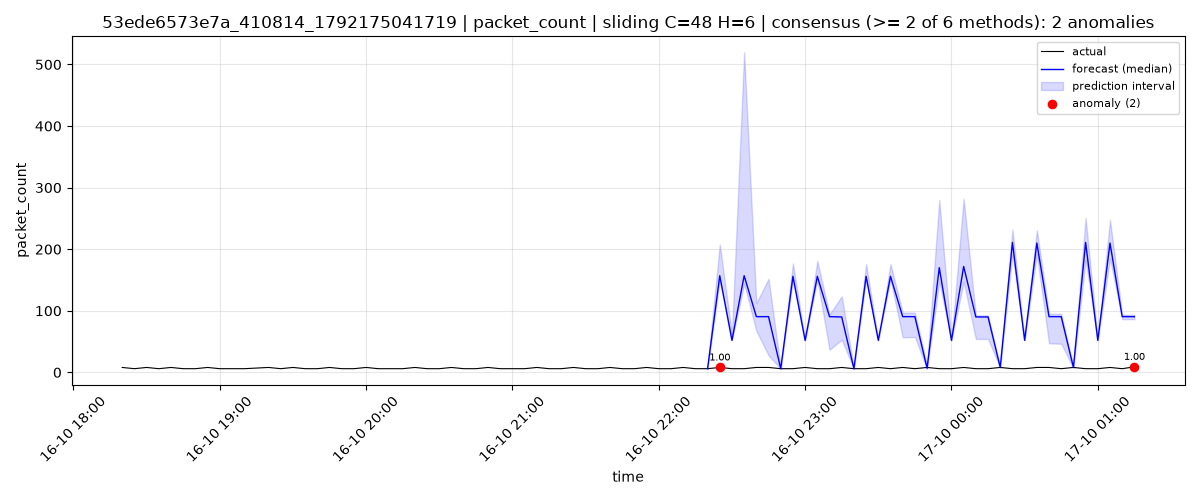 53ede6573e7a_410814_1792175041719 | packet_count | sliding C=48 H=6 | consensus (>= 2 of 6 methods): 2 anomalies
actual
forecast (median)
prediction interval
anomaly (2)
packet_count
500
400
300
200
100
0
1.00
1.00
16-10 18:00
16-10 19:00
16-10 20:00
16-10 21:00
16-10 22:00
16-10 23:00
17-10 00:00
17-10 01:00
time